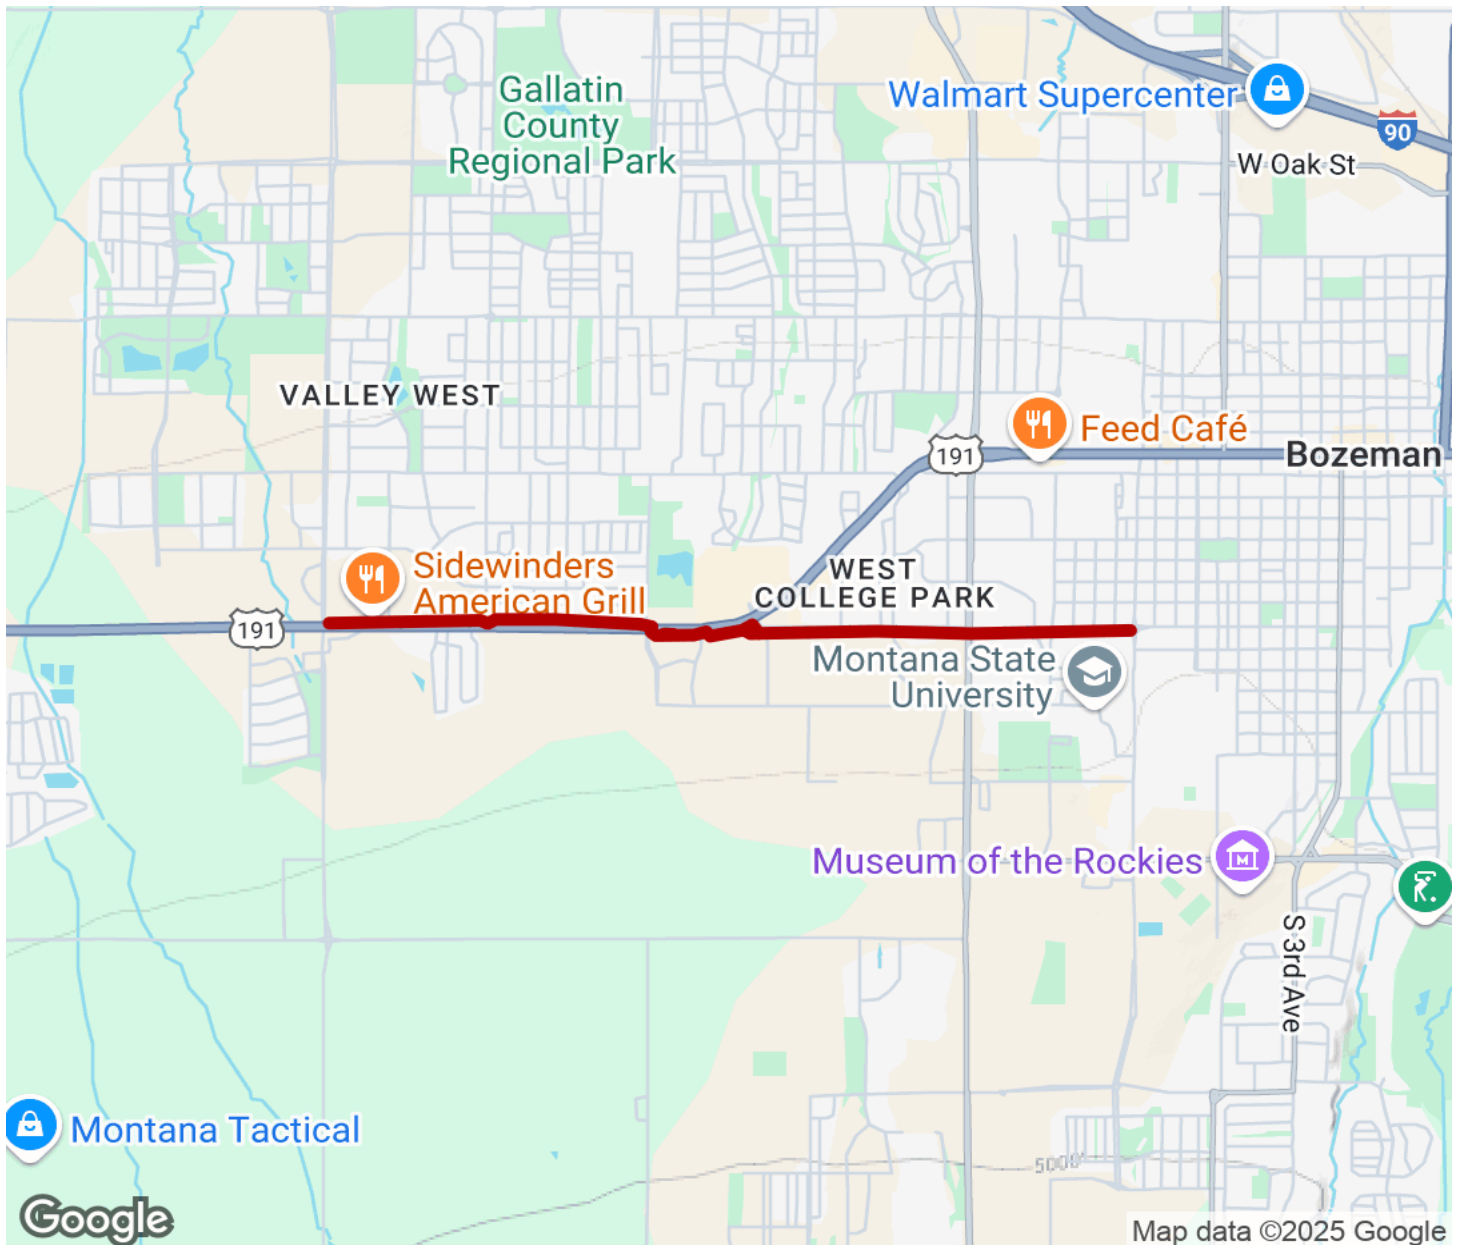 Gallatin
County
Regional Park
Walmart Supercenter
90
W Oak St
VALLEY WEST
Feed Café
191
Bozeman
Sidewinders
American Grill
WEST
COLLEGE PARK
191
Montana State
University
Museum of the Rockies
S 3rd Ave
Montana Tactical
5000'
Google
Map data ©2025 Google